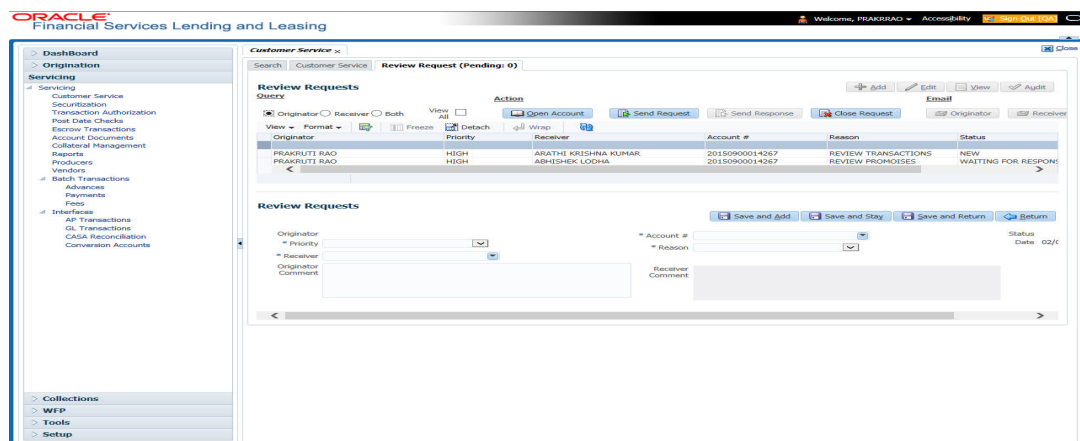 ORACLE®
Financial Services Lending and Leasing
Welcome, PRAKRRAO Accessibility Sign Out [QA]
Close
DashBoard
Origination
Servicing
Servicing
Customer Service
Securitization
Transaction Authorization
Post Date Checks
Escrow Transactions
Account Documents
Collateral Management
Reports
Producers
Vendors
Batch Transactions
Advances
Payments
Fees
Interfaces
AP Transactions
GL Transactions
CASA Reconciliation
Conversion Accounts
Collections
WFP
Tools
Setup
Customer Service x
Search Customer Service Review Request (Pending: 0)
Review Requests
Add Edit View Audit
Query Action Email
Originator Receiver Both View All Open Account Send Request Send Response Close Request Originator Receiver
View Format Freeze Detach Wrap
Originator Priority Receiver Account # Reason Status
PRAKRUTI RAO HIGH ARATHI KRISHNA KUMAR 20150900014267 REVIEW TRANSACTIONS NEW
PRAKRUTI RAO HIGH ABHISHEK LODHA 20150900014267 REVIEW PROMOISES WAITING FOR RESPONS
Review Requests
Save and Add Save and Stay Save and Return Return
Originator * Account # Status
* Priority * Reason Date 02/0
* Receiver
Originator Comment Receiver Comment